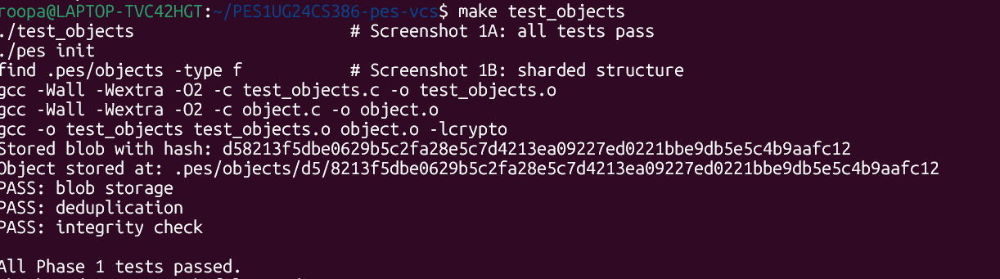 roopa@LAPTOP-TVC42HGT:~/PES1UG24CS386-pes-vcs$ make test_objects
./test_objects                      # Screenshot 1A: all tests pass
./pes init
find .pes/objects -type f           # Screenshot 1B: sharded structure
gcc -Wall -Wextra -O2 -c test_objects.c -o test_objects.o
gcc -Wall -Wextra -O2 -c object.c -o object.o
gcc -o test_objects test_objects.o object.o -lcrypto
Stored blob with hash: d58213f5dbe0629b5c2fa28e5c7d4213ea09227ed0221bbe9db5e5c4b9aafc12
Object stored at: .pes/objects/d5/8213f5dbe0629b5c2fa28e5c7d4213ea09227ed0221bbe9db5e5c4b9aafc12
PASS: blob storage
PASS: deduplication
PASS: integrity check
All Phase 1 tests passed.